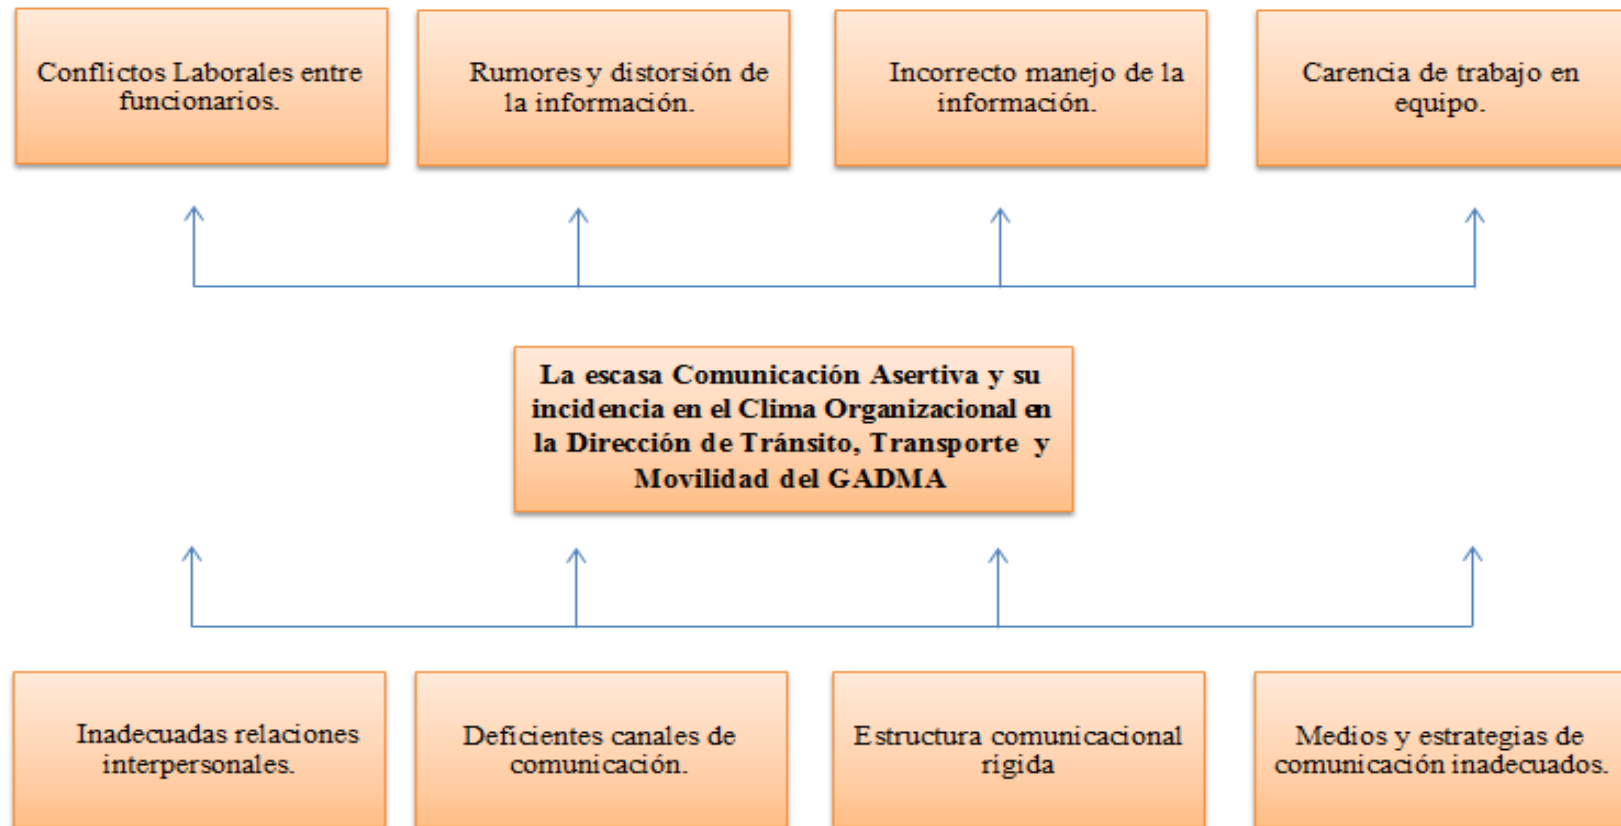 Conflictos Laborales entre
funcionarios.
Rumores y distorsión de
la información.
Incorrecto manejo de la
información.
Carencia de trabajo en
equipo.
La escasa Comunicación Asertiva y su
incidencia en el Clima Organizacional en
la Dirección de Tránsito, Transporte y
Movilidad del GADMA
Inadecuadas relaciones
interpersonales.
Deficientes canales de
comunicación.
Estructura comunicacional
rigida
Medios y estrategias de
comunicación inadecuados.